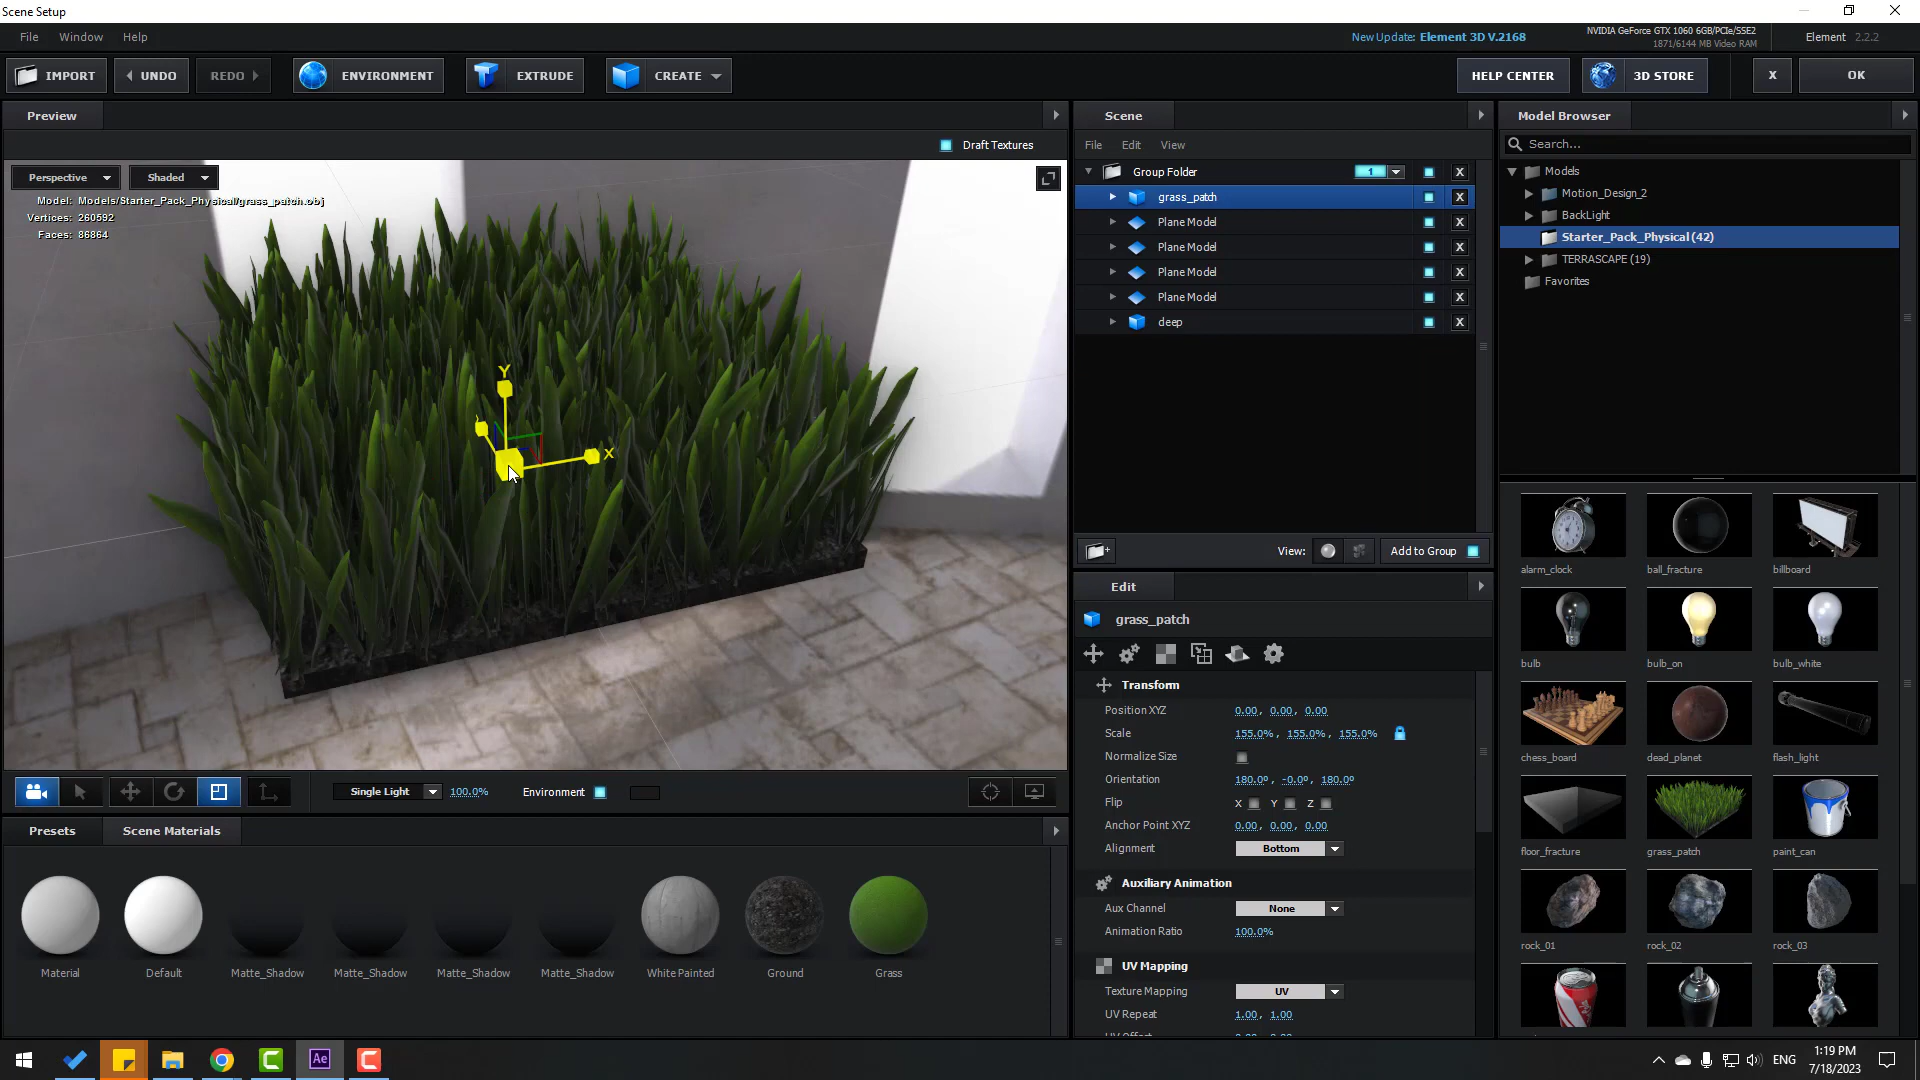 Scene Setup
File Window Help
New Update: Element 3D V.2168
NVIDIA GeForce GTX 1060 6GB/PCIe/SSE2
1871/6144 MB Video RAM
Element 2.2.2
IMPORT
UNDO
REDO
ENVIRONMENT
EXTRUDE
CREATE
HELP CENTER
3D STORE
X
OK
Preview
Draft Textures
Perspective
Shaded
Model: Models/Starter_Pack_Physical/grass_patch.obj
Vertices: 260592
Faces: 86864
Y
X
Single Light
100.0%
Environment
Presets
Scene Materials
Material
Default
Matte_Shadow
Matte_Shadow
Matte_Shadow
Matte_Shadow
White Painted
Ground
Grass
Scene
File Edit View
Group Folder 1 X
grass_patch X
Plane Model X
Plane Model X
Plane Model X
Plane Model X
deep X
View:
Add to Group
Edit
grass_patch
Transform
Position XYZ 0.00, 0.00, 0.00
Scale 155.0%, 155.0%, 155.0%
Normalize Size
Orientation 180.0º, -0.0º, 180.0º
Flip X Y Z
Anchor Point XYZ 0.00, 0.00, 0.00
Alignment Bottom
Auxiliary Animation
Aux Channel None
Animation Ratio 100.0%
UV Mapping
Texture Mapping UV
UV Repeat 1.00, 1.00
Model Browser
Search...
Models
Motion_Design_2
BackLight
Starter_Pack_Physical (42)
TERRASCAPE (19)
Favorites
alarm_clock
ball_fracture
billboard
bulb
bulb_on
bulb_white
chess_board
dead_planet
flash_light
floor_fracture
grass_patch
paint_can
rock_01
rock_02
rock_03
Ae
ENG
1:19 PM
7/18/2023